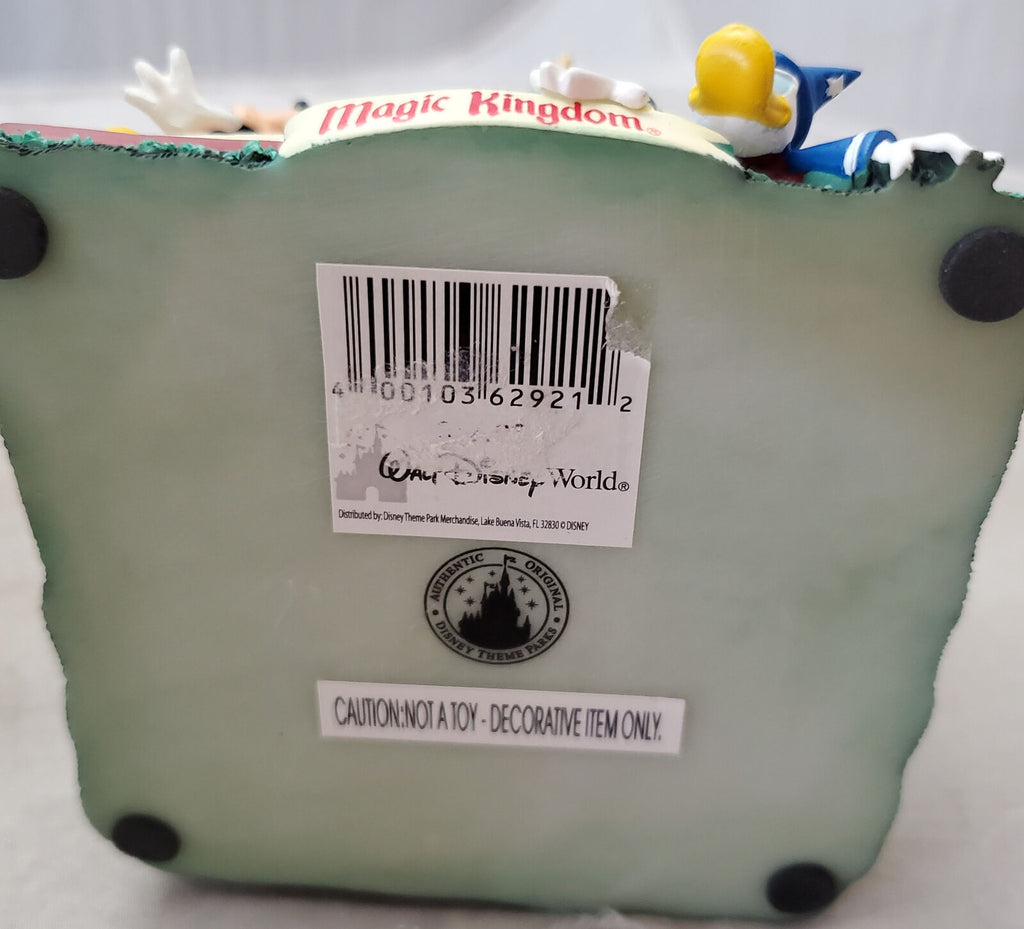 Magic Kingdom®
4 00103 62921 2
Walt Disney World®
Distributed by: Disney Theme Park Merchandise, Lake Buena Vista, FL 32830 © DISNEY
AUTHENTIC ORIGINAL
• DISNEY THEME PARKS •
CAUTION:NOT A TOY - DECORATIVE ITEM ONLY.